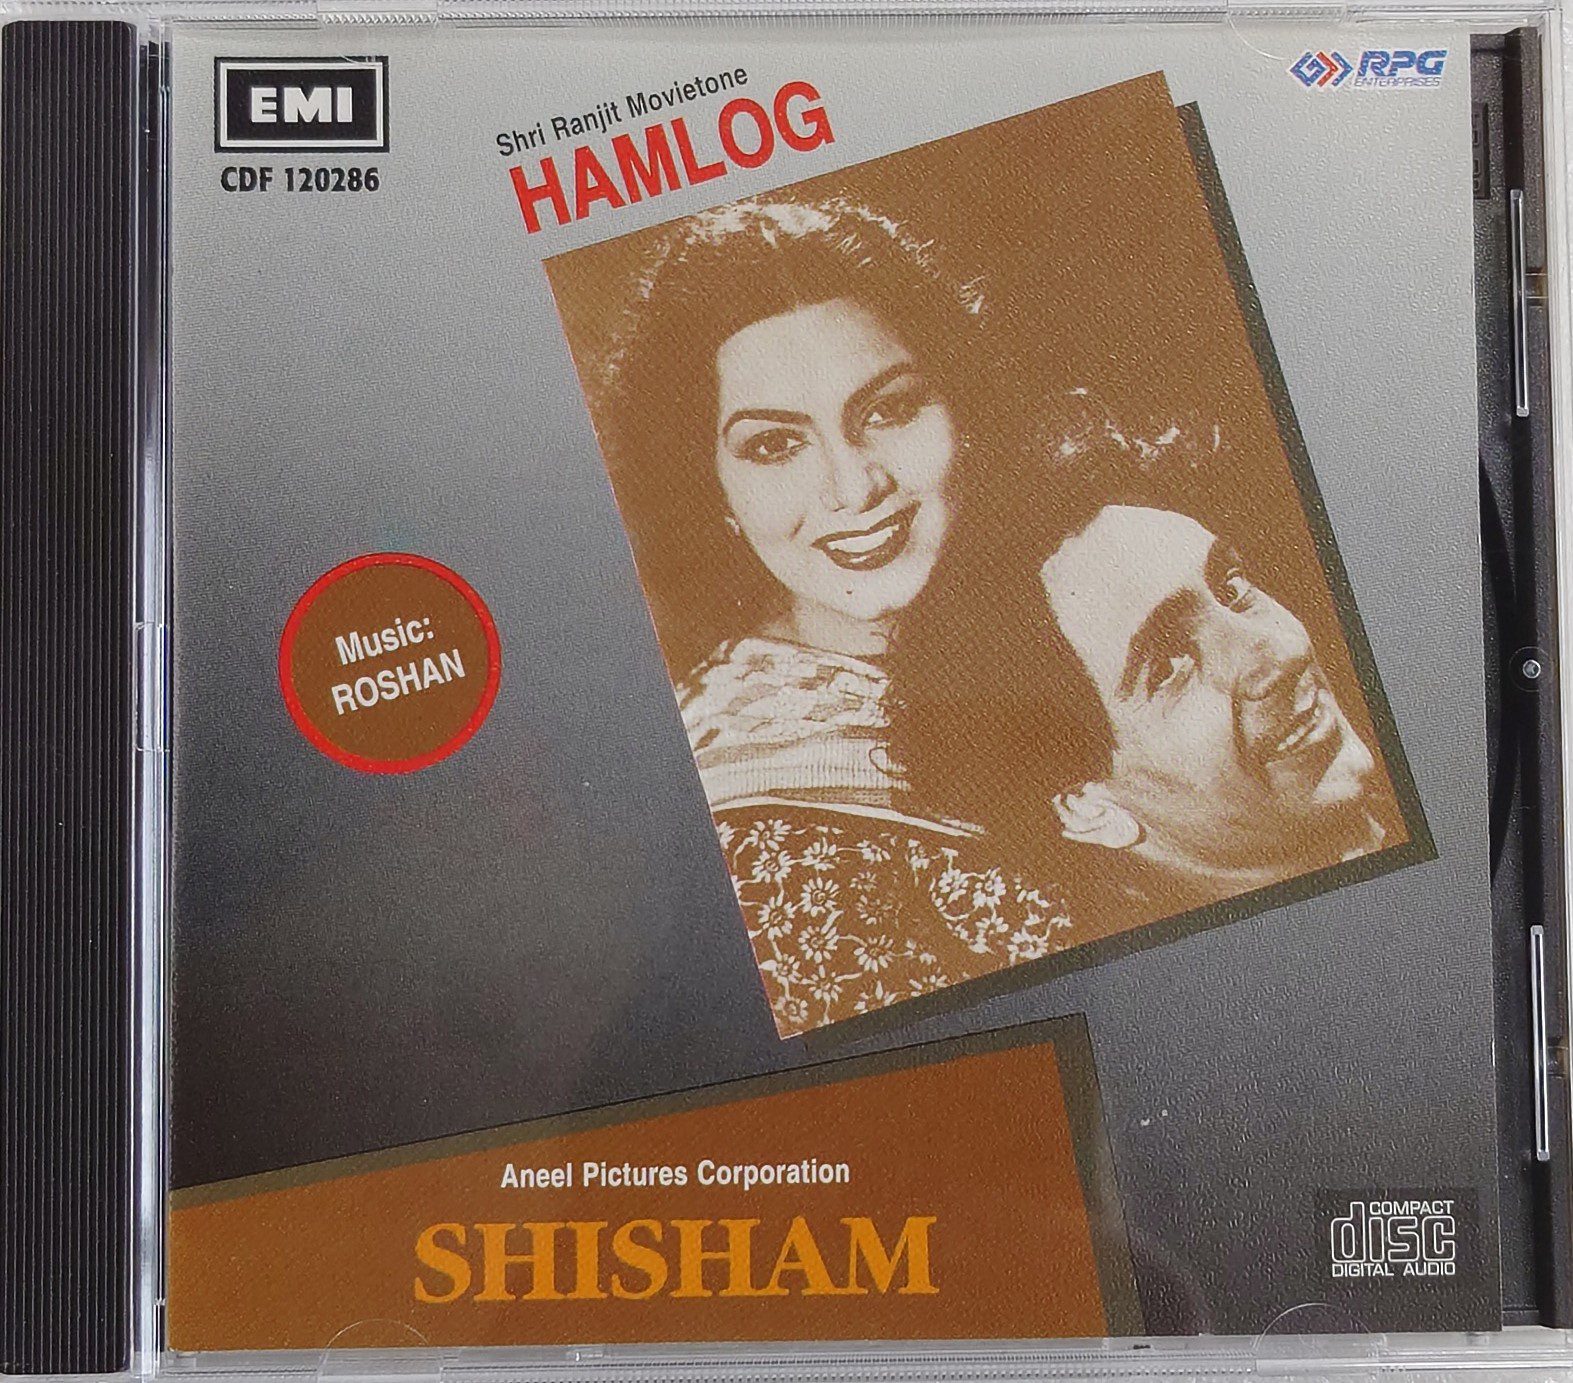 EMI
CDF 120286
Shri Ranjit Movietone
HAMLOG
RPG
ENTERPRISES
Music:
ROSHAN
Aneel Pictures Corporation
SHISHAM
COMPACT
disc
DIGITAL AUDIO